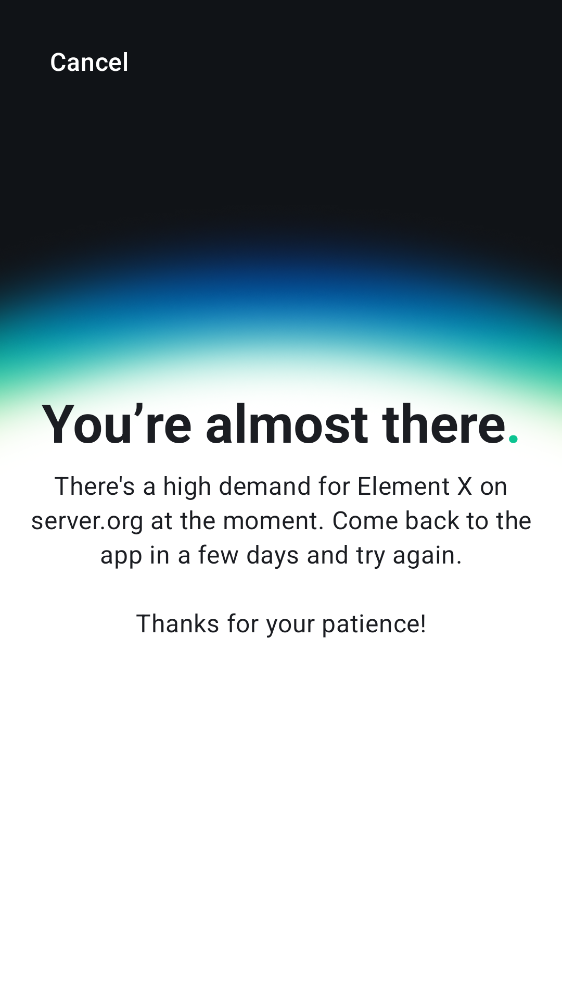 Cancel
You’re almost there.
There's a high demand for Element X on
server.org at the moment. Come back to the
app in a few days and try again.
Thanks for your patience!